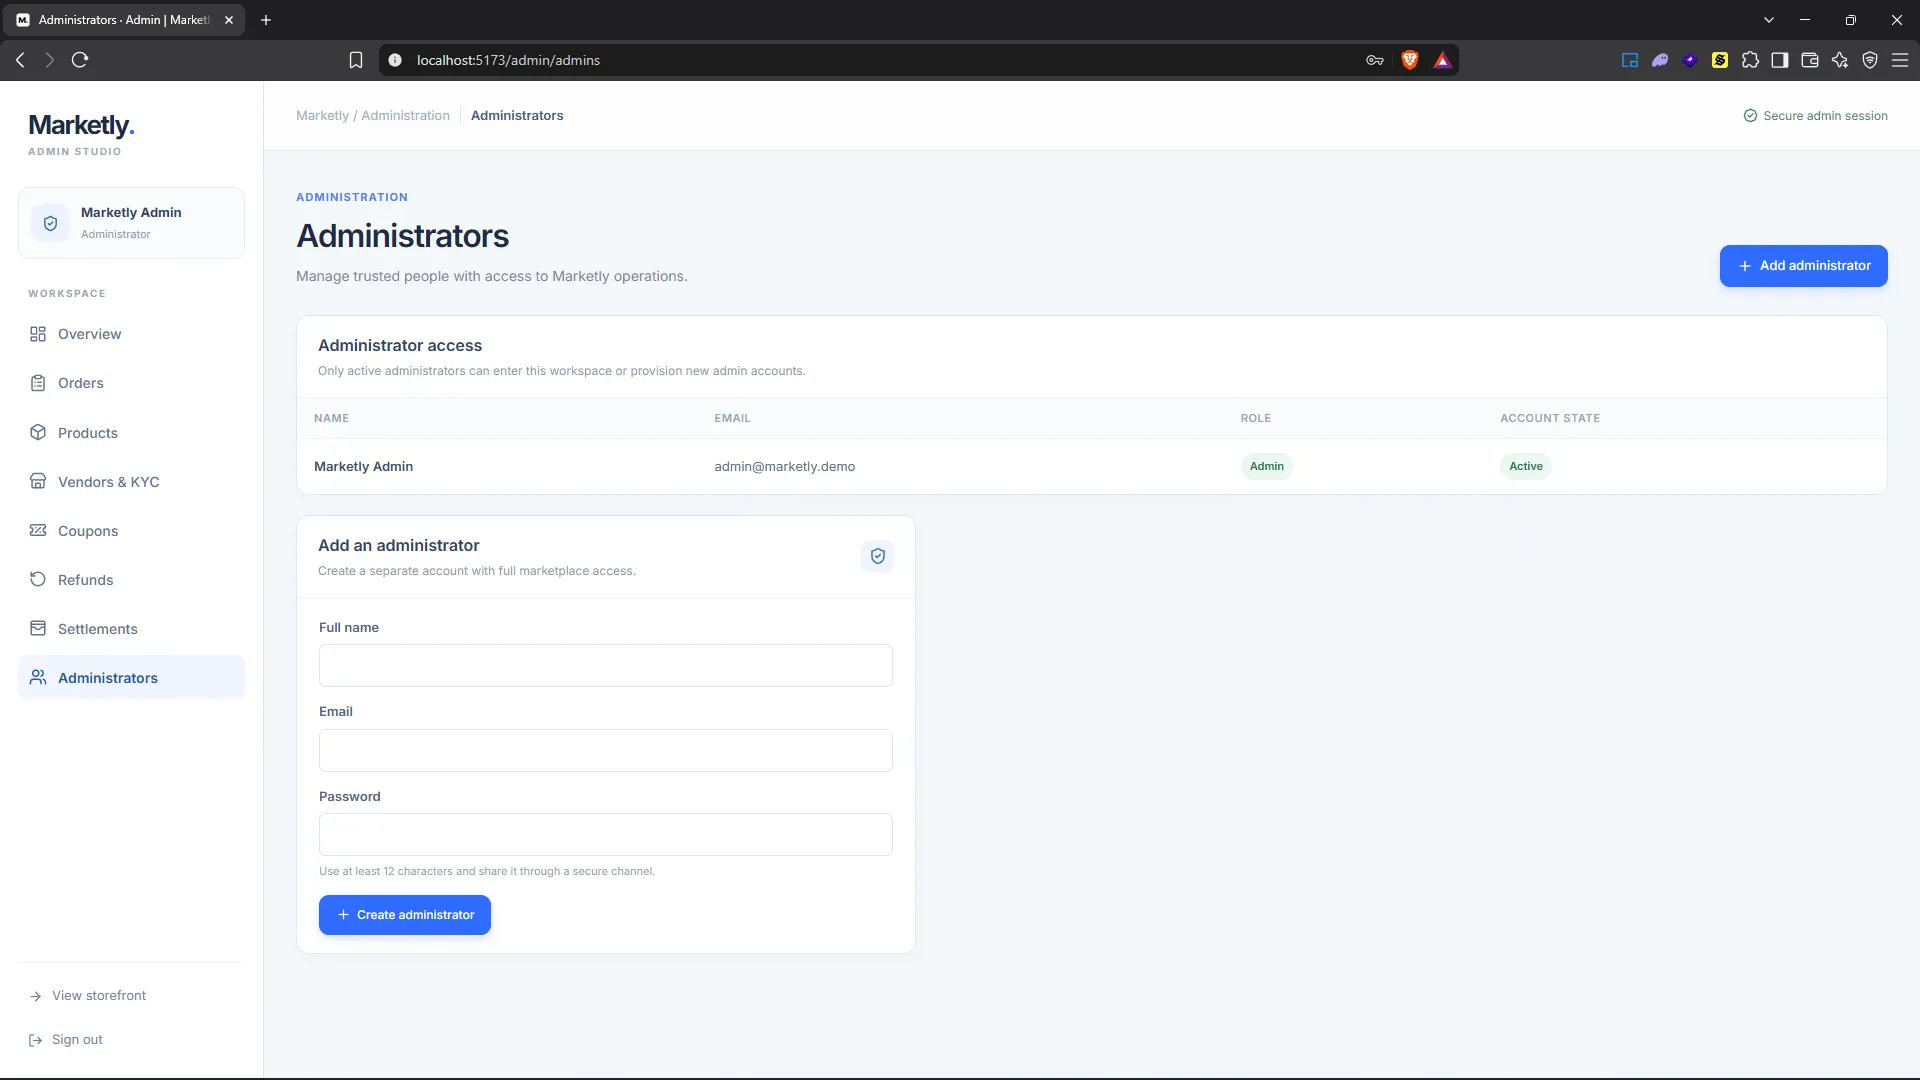 Administrators · Admin | Marketl
localhost:5173/admin/admins
Marketly.
ADMIN STUDIO
Marketly Admin
Administrator
WORKSPACE
Overview
Orders
Products
Vendors & KYC
Coupons
Refunds
Settlements
Administrators
View storefront
Sign out
Marketly / Administration
Administrators
Secure admin session
ADMINISTRATION
Administrators
Manage trusted people with access to Marketly operations.
Add administrator
Administrator access
Only active administrators can enter this workspace or provision new admin accounts.
NAME EMAIL ROLE ACCOUNT STATE
Marketly Admin admin@marketly.demo Admin Active
Add an administrator
Create a separate account with full marketplace access.
Full name
Email
Password
Use at least 12 characters and share it through a secure channel.
Create administrator